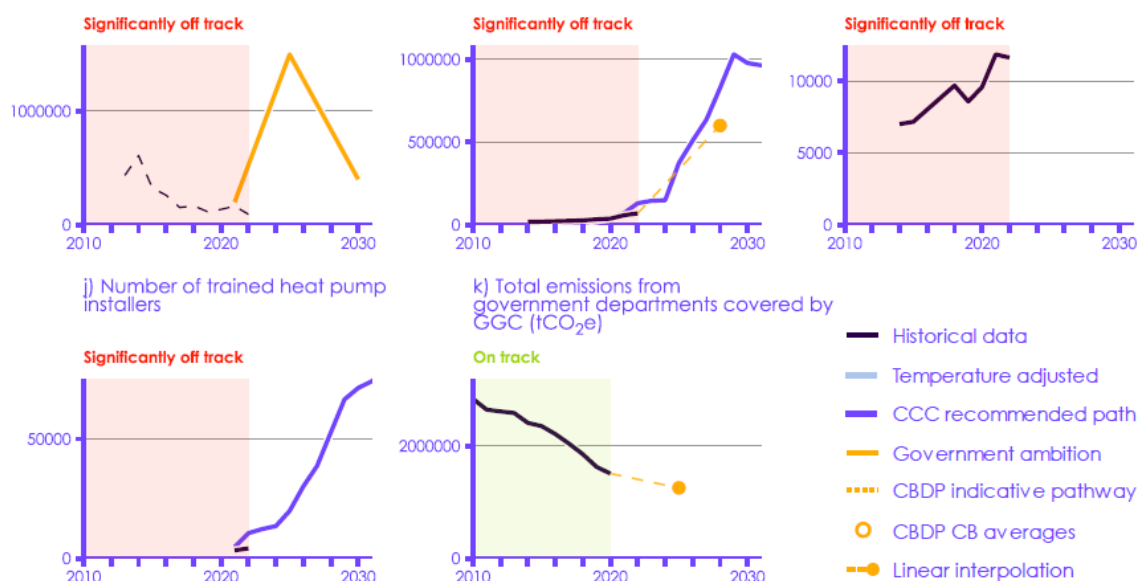 Significantly off track
Significantly off track
Significantly off track
1000000
0
2010
2020
2030
1000000
500000
0
2010
2020
2030
10000
5000
0
2010
2020
2030
j) Number of trained heat pump
installers
k) Total emissions from
government departments covered by
GGC (tCO₂e)
Significantly off track
On track
50000
0
2010
2020
2030
2000000
0
2010
2020
2030
Historical data
Temperature adjusted
CCC recommended path
Government ambition
CBDP indicative pathway
CBDP CB averages
Linear interpolation